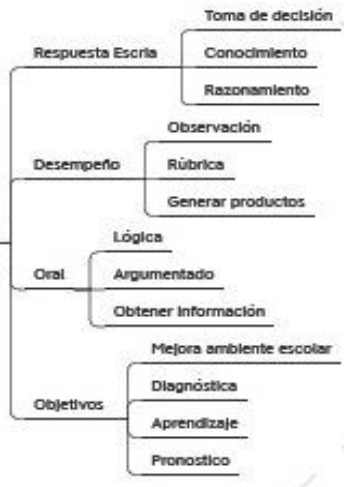 Toma de decisión
Respuesta Escria
Conocimiento
Razonamiento
Observación
Desempeño
Rúbrica
Generar productos
Lógica
Oral
Argumentado
Obtener información
Mejora ambiente escolar
Diagnóstica
Objetivos
Aprendizaje
Pronostico